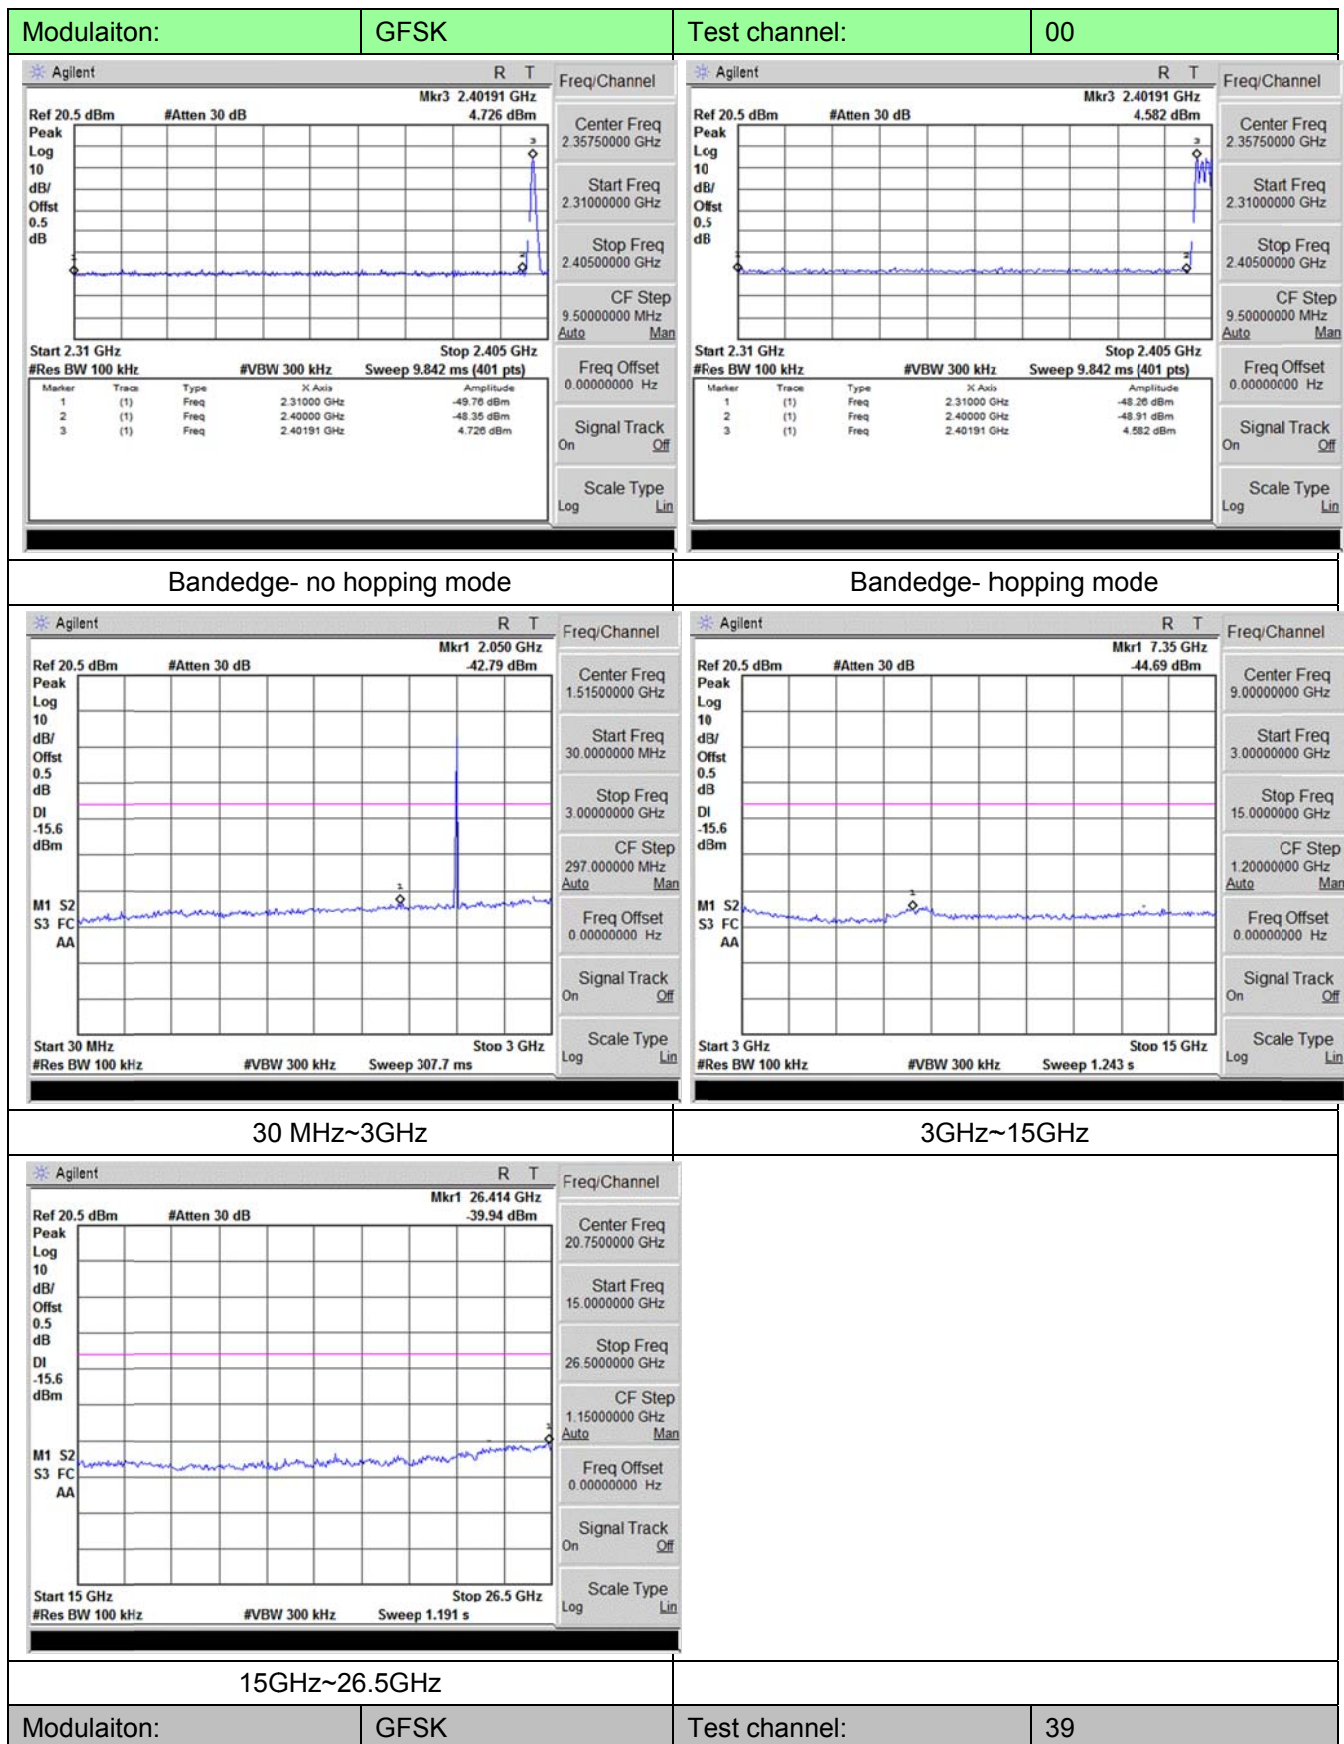 Modulaiton: GFSK Test channel: 00
Agilent R T
Mkr3 2.40191 GHz
Ref 20.5 dBm #Atten 30 dB 4.726 dBm
Peak
Log
10
dB/
Offst
0.5
dB
1
2
3
Start 2.31 GHz Stop 2.405 GHz
#Res BW 100 kHz #VBW 300 kHz Sweep 9.842 ms (401 pts)
Marker Trace Type X Axis Amplitude
1 (1) Freq 2.31000 GHz -49.76 dBm
2 (1) Freq 2.40000 GHz -48.35 dBm
3 (1) Freq 2.40191 GHz 4.726 dBm
Freq/Channel
Center Freq
2.35750000 GHz
Start Freq
2.31000000 GHz
Stop Freq
2.40500000 GHz
CF Step
9.50000000 MHz
Auto Man
Freq Offset
0.00000000 Hz
Signal Track
On Off
Scale Type
Log Lin
Agilent R T
Mkr3 2.40191 GHz
Ref 20.5 dBm #Atten 30 dB 4.582 dBm
Peak
Log
10
dB/
Offst
0.5
dB
1
2
3
Start 2.31 GHz Stop 2.405 GHz
#Res BW 100 kHz #VBW 300 kHz Sweep 9.842 ms (401 pts)
Marker Trace Type X Axis Amplitude
1 (1) Freq 2.31000 GHz -48.26 dBm
2 (1) Freq 2.40000 GHz -48.91 dBm
3 (1) Freq 2.40191 GHz 4.582 dBm
Freq/Channel
Center Freq
2.35750000 GHz
Start Freq
2.31000000 GHz
Stop Freq
2.40500000 GHz
CF Step
9.50000000 MHz
Auto Man
Freq Offset
0.00000000 Hz
Signal Track
On Off
Scale Type
Log Lin
Bandedge- no hopping mode Bandedge- hopping mode
Agilent R T
Mkr1 2.050 GHz
Ref 20.5 dBm #Atten 30 dB -42.79 dBm
Peak
Log
10
dB/
Offst
0.5
dB
DI
-15.6
dBm
M1 S2
S3 FC
AA
1
Start 30 MHz Stop 3 GHz
#Res BW 100 kHz #VBW 300 kHz Sweep 307.7 ms
Freq/Channel
Center Freq
1.51500000 GHz
Start Freq
30.0000000 MHz
Stop Freq
3.00000000 GHz
CF Step
297.000000 MHz
Auto Man
Freq Offset
0.00000000 Hz
Signal Track
On Off
Scale Type
Log Lin
Agilent R T
Mkr1 7.35 GHz
Ref 20.5 dBm #Atten 30 dB -44.69 dBm
Peak
Log
10
dB/
Offst
0.5
dB
DI
-15.6
dBm
M1 S2
S3 FC
AA
1
Start 3 GHz Stop 15 GHz
#Res BW 100 kHz #VBW 300 kHz Sweep 1.243 s
Freq/Channel
Center Freq
9.00000000 GHz
Start Freq
3.00000000 GHz
Stop Freq
15.0000000 GHz
CF Step
1.20000000 GHz
Auto Man
Freq Offset
0.00000000 Hz
Signal Track
On Off
Scale Type
Log Lin
30 MHz~3GHz 3GHz~15GHz
Agilent R T
Mkr1 26.414 GHz
Ref 20.5 dBm #Atten 30 dB -39.94 dBm
Peak
Log
10
dB/
Offst
0.5
dB
DI
-15.6
dBm
M1 S2
S3 FC
AA
1
Start 15 GHz Stop 26.5 GHz
#Res BW 100 kHz #VBW 300 kHz Sweep 1.191 s
Freq/Channel
Center Freq
20.7500000 GHz
Start Freq
15.0000000 GHz
Stop Freq
26.5000000 GHz
CF Step
1.15000000 GHz
Auto Man
Freq Offset
0.00000000 Hz
Signal Track
On Off
Scale Type
Log Lin
15GHz~26.5GHz
Modulaiton: GFSK Test channel: 39